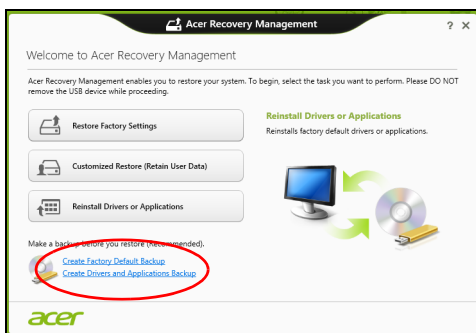 Acer Recovery Management
? X
Welcome to Acer Recovery Management
Acer Recovery Management enables you to restore your system. To begin, select the task you want to perform. Please DO NOT
remove the USB device while proceeding.
Restore Factory Settings
Customized Restore (Retain User Data)
Reinstall Drivers or Applications
Reinstall Drivers or Applications
Reinstalls factory default drivers or applications.
Make a backup before you restore (Recommended).
Create Factory Default Backup
Create Drivers and Applications Backup
acer